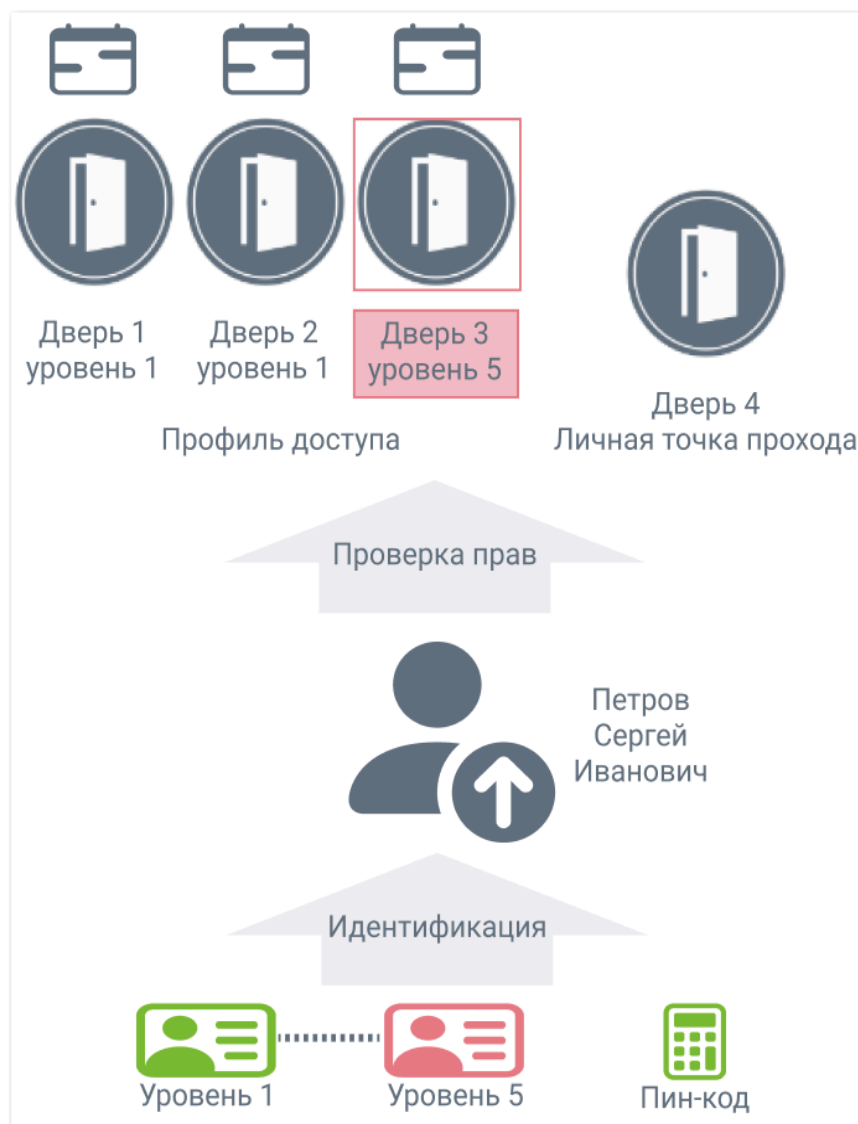 Дверь 1
уровень 1
Дверь 2
уровень 1
Дверь 3
уровень 5
Дверь 4
Личная точка прохода
Профиль доступа
Проверка прав
Петров
Сергей
Иванович
Идентификация
Уровень 1
Уровень 5
Пин-код